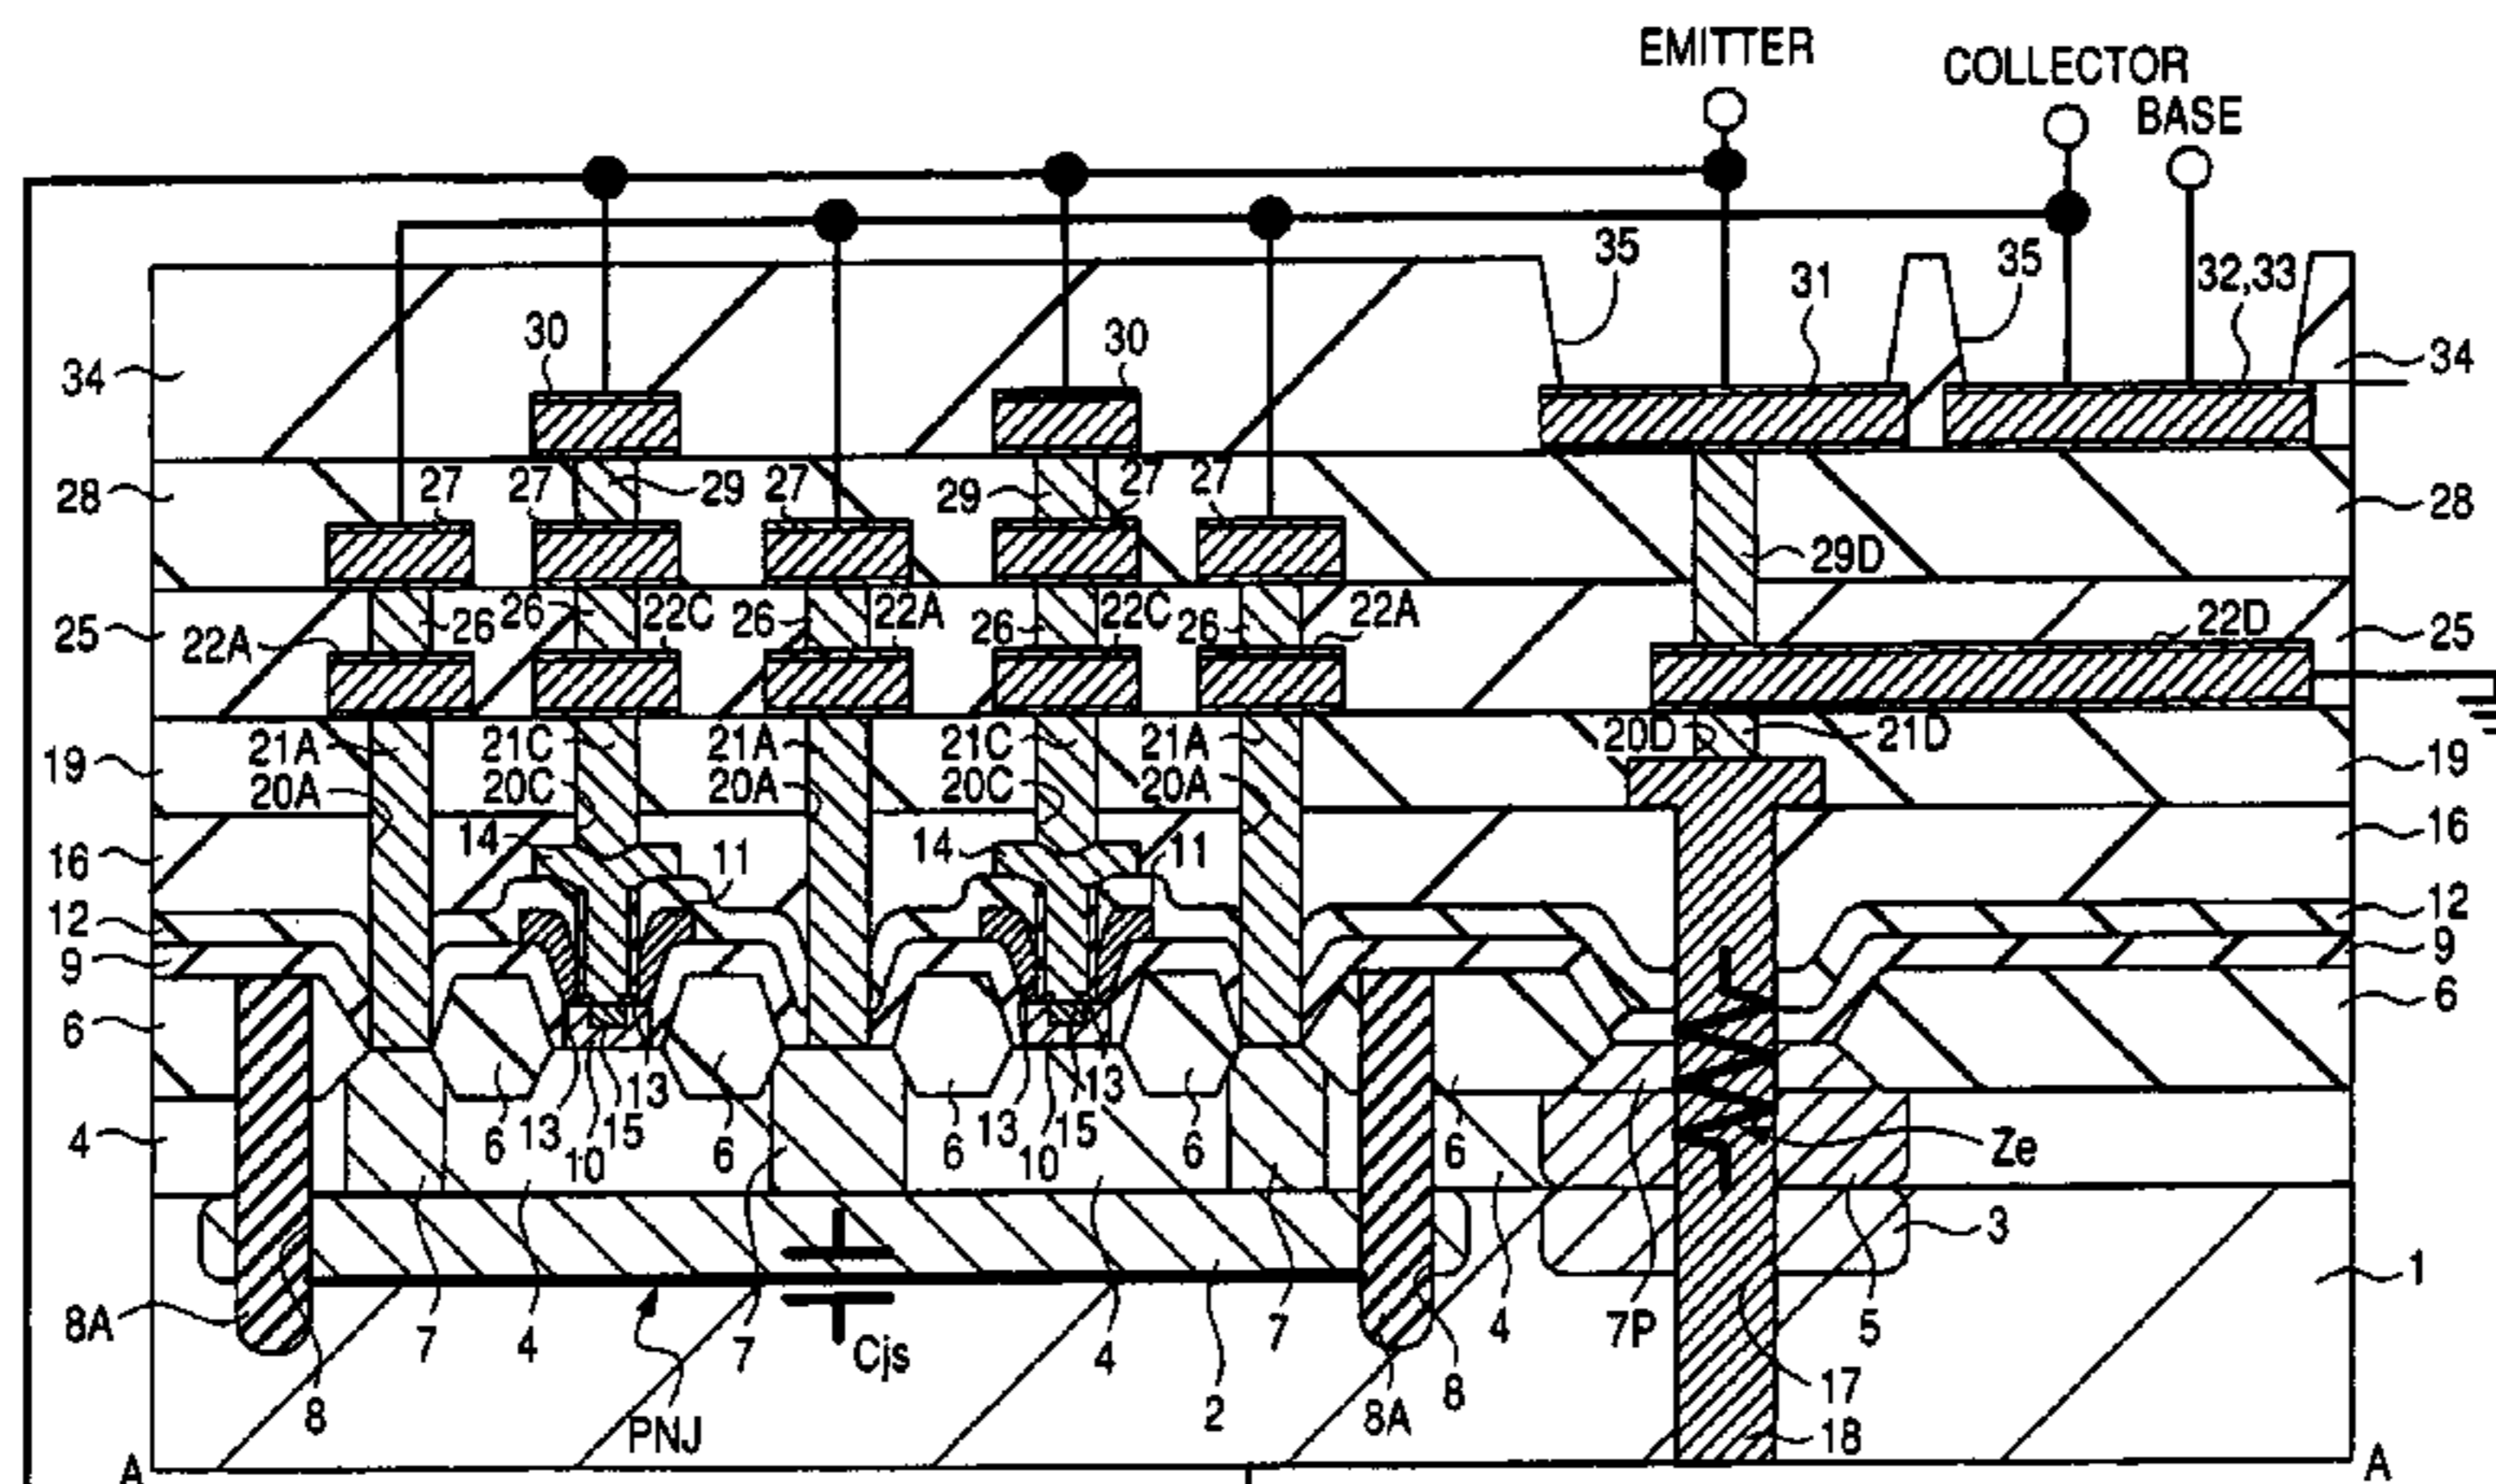 EMITTER
COLLECTOR
BASE
35 31 35 32,33
30 30
34 34
28 27 27 29 27 29 27 27 28
29D
25 22A 26 26 22C 26 22A 26 22C 26 22A 22D 25
19 21A 21C 21A 21C 21A 20D 21D 19
20A 20C 20A 20C 20A
16 14 11 14 11 16
12 12
9 9
6 6
4 6 13 10 15 13 6 6 13 10 15 13 6 6 Ze
3
1
8A 7 4 7 Cjs 4 7 4 7P 5
8 PNJ 2 8A 8 17
18
A A